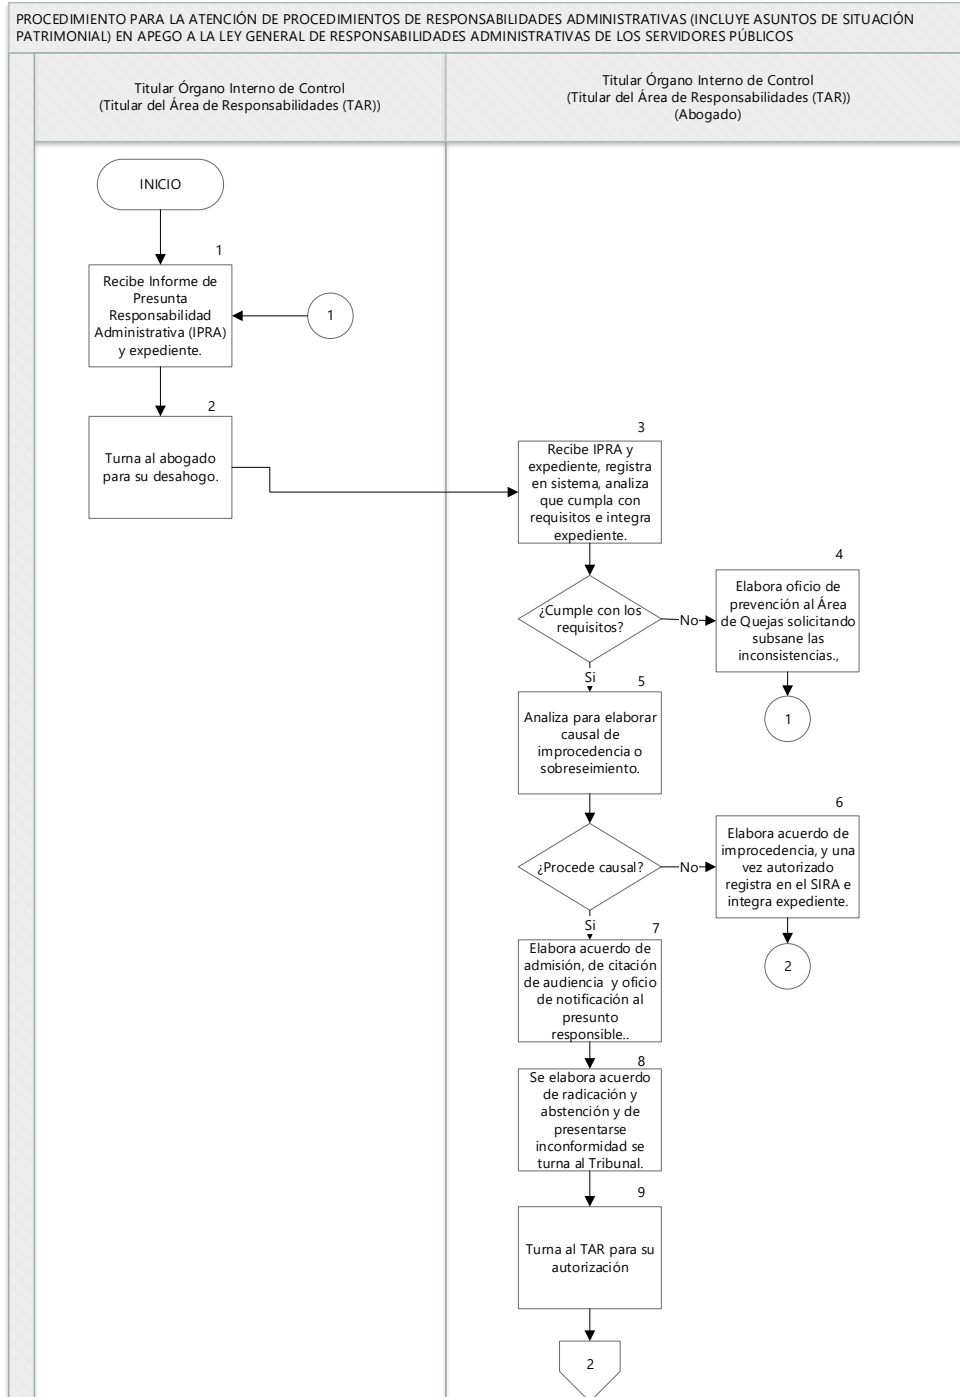 PROCEDIMIENTO PARA LA ATENCIÓN DE PROCEDIMIENTOS DE RESPONSABILIDADES ADMINISTRATIVAS (INCLUYE ASUNTOS DE SITUACIÓN
PATRIMONIAL) EN APEGO A LA LEY GENERAL DE RESPONSABILIDADES ADMINISTRATIVAS DE LOS SERVIDORES PÚBLICOS
Titular Órgano Interno de Control
(Titular del Área de Responsabilidades (TAR))
Titular Órgano Interno de Control
(Titular del Área de Responsabilidades (TAR))
(Abogado)
INICIO
1
Recibe Informe de
Presunta
Responsabilidad
Administrativa (IPRA)
y expediente.
1
2
Turna al abogado
para su desahogo.
3
Recibe IPRA y
expediente, registra
en sistema, analiza
que cumpla con
requisitos e integra
expediente.
¿Cumple con los
requisitos?
No
4
Elabora oficio de
prevención al Área
de Quejas solicitando
subsane las
inconsistencias.,
1
Si
5
Analiza para elaborar
causal de
improcedencia o
sobreseimiento.
¿Procede causal?
No
6
Elabora acuerdo de
improcedencia, y una
vez autorizado
registra en el SIRA e
integra expediente.
2
Si
7
Elabora acuerdo de
admisión, de citación
de audiencia y oficio
de notificación al
presunto
responsible..
8
Se elabora acuerdo
de radicación y
abstención y de
presentarse
inconformidad se
turna al Tribunal.
9
Turna al TAR para su
autorización
2